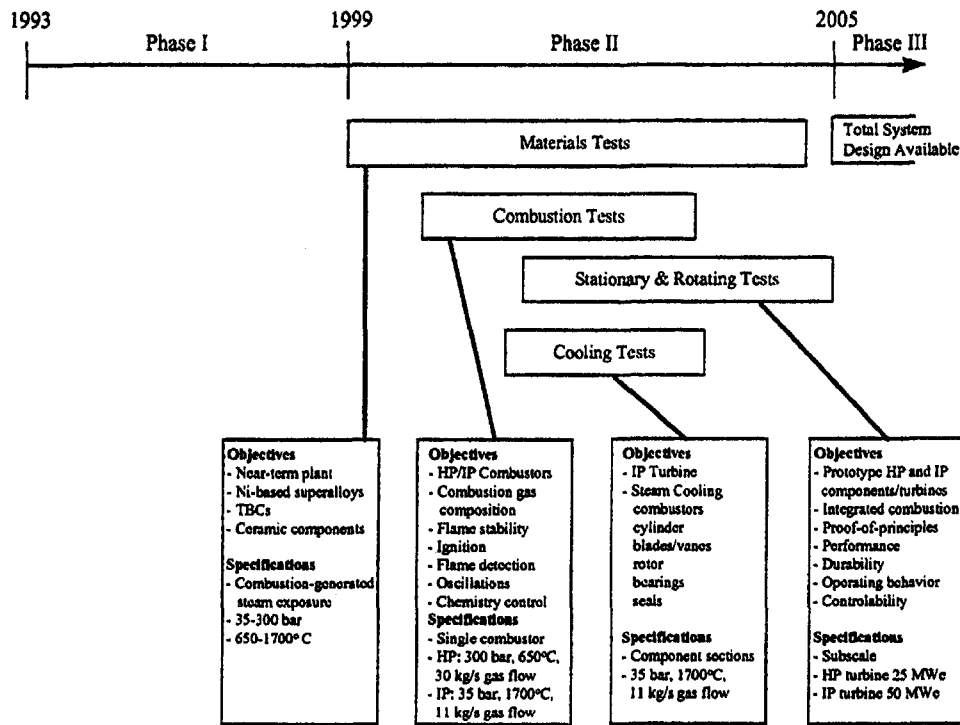 1993
1999
2005
Phase I
Phase II
Phase III
Materials Tests
Total System
Design Available
Combustion Tests
Stationary & Rotating Tests
Cooling Tests
Objectives
- Near-term plant
- Ni-based superalloys
- TBCs
- Ceramic components
Specifications
- Combustion-generated
steam exposure
- 35-300 bar
- 650-1700° C
Objectives
- HP/IP Combustors
- Combustion gas
composition
- Flame stability
- Ignition
- Flame detection
- Oscillations
- Chemistry control
Specifications
- Single combustor
- HP: 300 bar, 650°C,
30 kg/s gas flow
- IP: 35 bar, 1700°C,
11 kg/s gas flow
Objectives
- IP Turbine
- Steam Cooling
combustors
cylinder
blades/vanes
rotor
bearings
seals
Specifications
- Component sections
- 35 bar, 1700°C,
11 kg/s gas flow
Objectives
- Prototype HP and IP
components/turbines
- Integrated combustion
- Proof-of-principles
- Performance
- Durability
- Operating behavior
- Controlability
Specifications
- Subscale
- HP turbine 25 MWe
- IP turbine 50 MWe